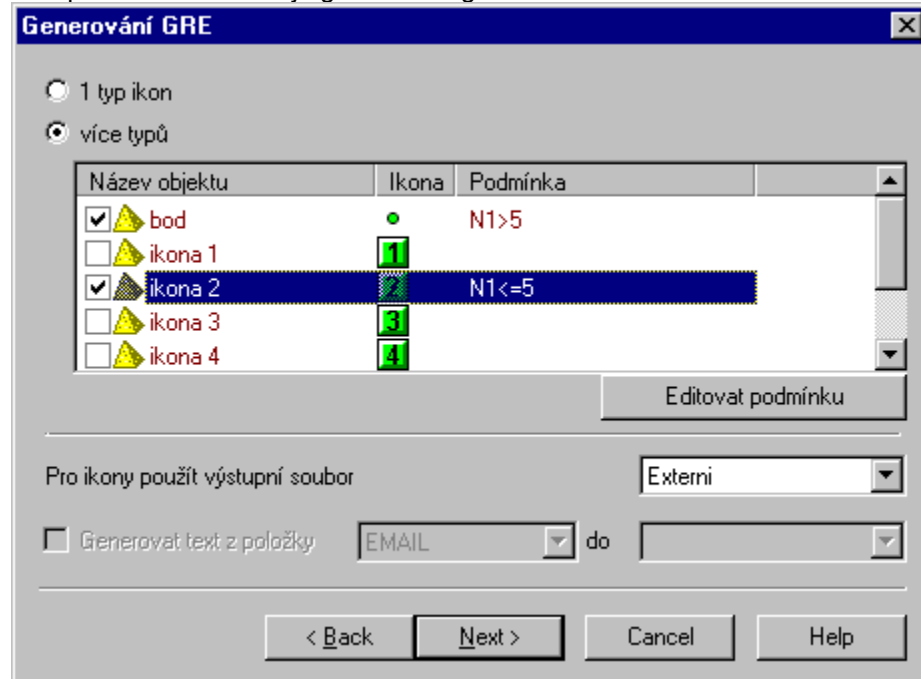 Generování GRE
1 typ ikon
více typů
Název objektu Ikona Podmínka
bod N1>5
ikona 1 1
ikona 2 2 N1<=5
ikona 3 3
ikona 4 4
Editovat podmínku
Pro ikony použít výstupní soubor Externi
Generovat text z položky EMAIL do
< Back Next > Cancel Help